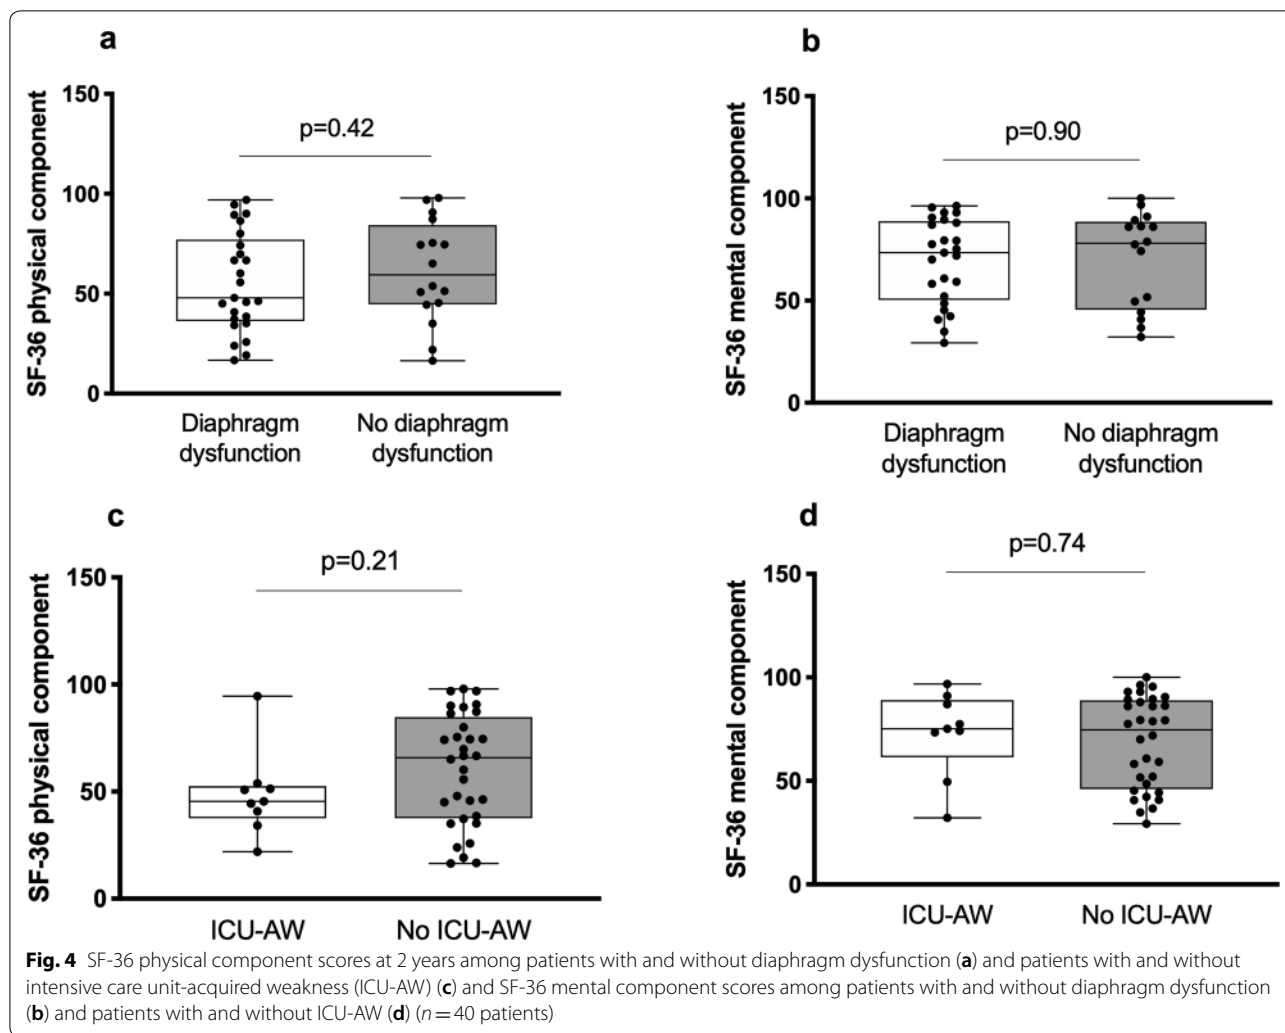 a
SF-36 physical component
150
100
50
0
p=0.42
Diaphragm dysfunction
No diaphragm dysfunction
b
SF-36 mental component
150
100
50
0
p=0.90
Diaphragm dysfunction
No diaphragm dysfunction
c
SF-36 physical component
150
100
50
0
p=0.21
ICU-AW
No ICU-AW
d
SF-36 mental component
150
100
50
0
p=0.74
ICU-AW
No ICU-AW
Fig. 4 SF-36 physical component scores at 2 years among patients with and without diaphragm dysfunction (a) and patients with and without
intensive care unit-acquired weakness (ICU-AW) (c) and SF-36 mental component scores among patients with and without diaphragm dysfunction
(b) and patients with and without ICU-AW (d) (n = 40 patients)